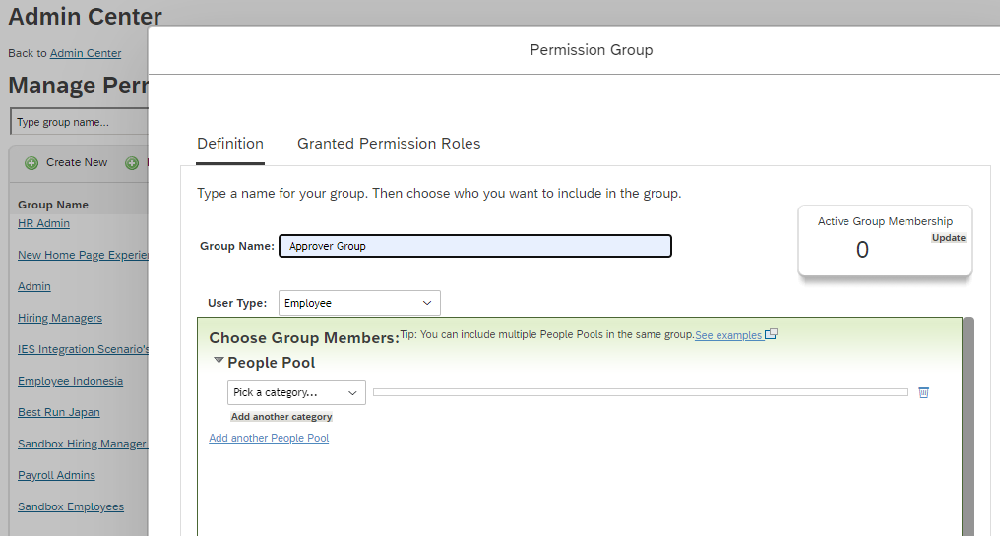 Admin Center
Back to Admin Center
Manage Perm
Type group name...
Create New
Group Name
HR Admin
New Home Page Experien
Admin
Hiring Managers
IES Integration Scenario's
Employee Indonesia
Best Run Japan
Sandbox Hiring Manager
Payroll Admins
Sandbox Employees
Permission Group
Definition Granted Permission Roles
Type a name for your group. Then choose who you want to include in the group.
Active Group Membership
0 Update
Group Name: Approver Group
User Type: Employee
Choose Group Members: Tip: You can include multiple People Pools in the same group. See examples
People Pool
Pick a category...
Add another category
Add another People Pool